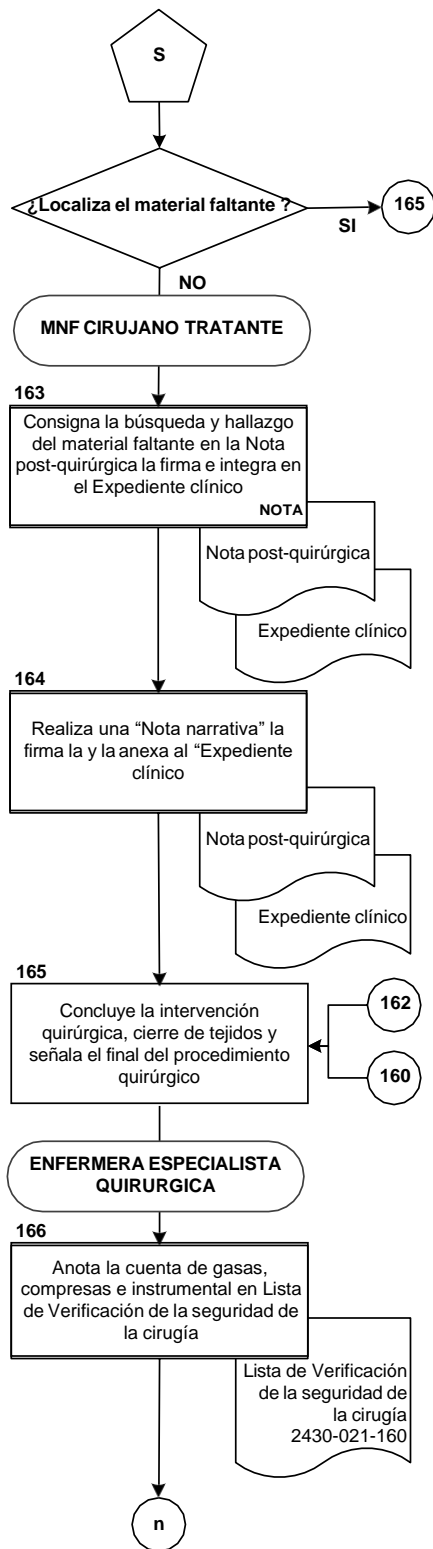 S
¿Localiza el material faltante ?
165
SI
NO
MNF CIRUJANO TRATANTE
163
Consigna la búsqueda y hallazgo
del material faltante en la Nota
post-quirúrgica la firma e integra en
el Expediente clínico
NOTA
Nota post-quirúrgica
Expediente clínico
164
Realiza una “Nota narrativa” la
firma la y la anexa al “Expediente
clínico
Nota post-quirúrgica
Expediente clínico
165
Concluye la intervención
quirúrgica, cierre de tejidos y
señala el final del procedimiento
quirúrgico
162
160
ENFERMERA ESPECIALISTA
QUIRURGICA
166
Anota la cuenta de gasas,
compresas e instrumental en Lista
de Verificación de la seguridad de
la cirugía
Lista de Verificación
de la seguridad de
la cirugía
2430-021-160
n